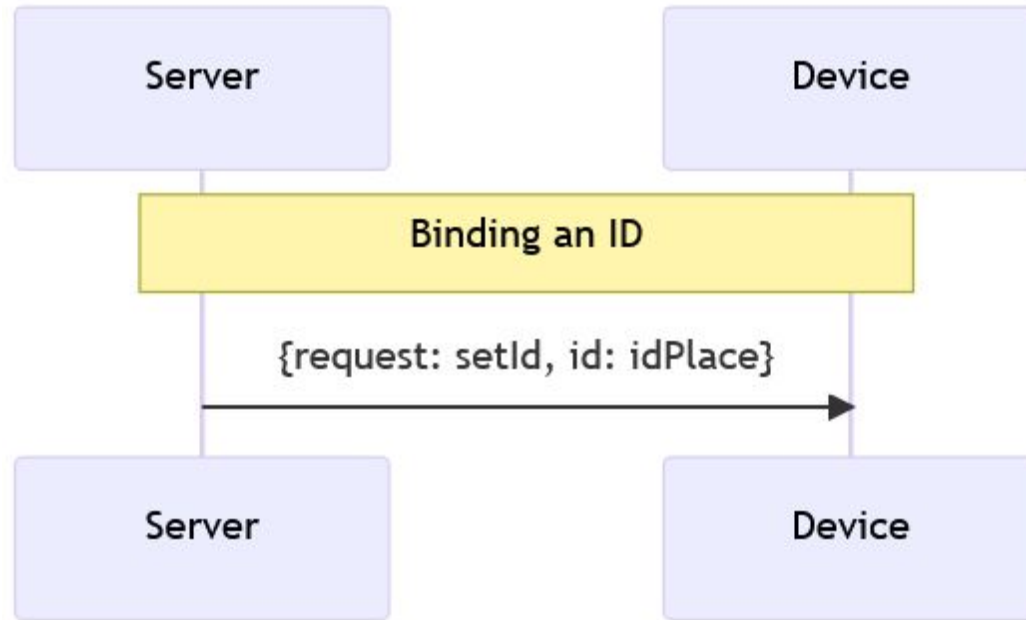 Server
Device
Binding an ID
{request: setId, id: idPlace}
Server
Device